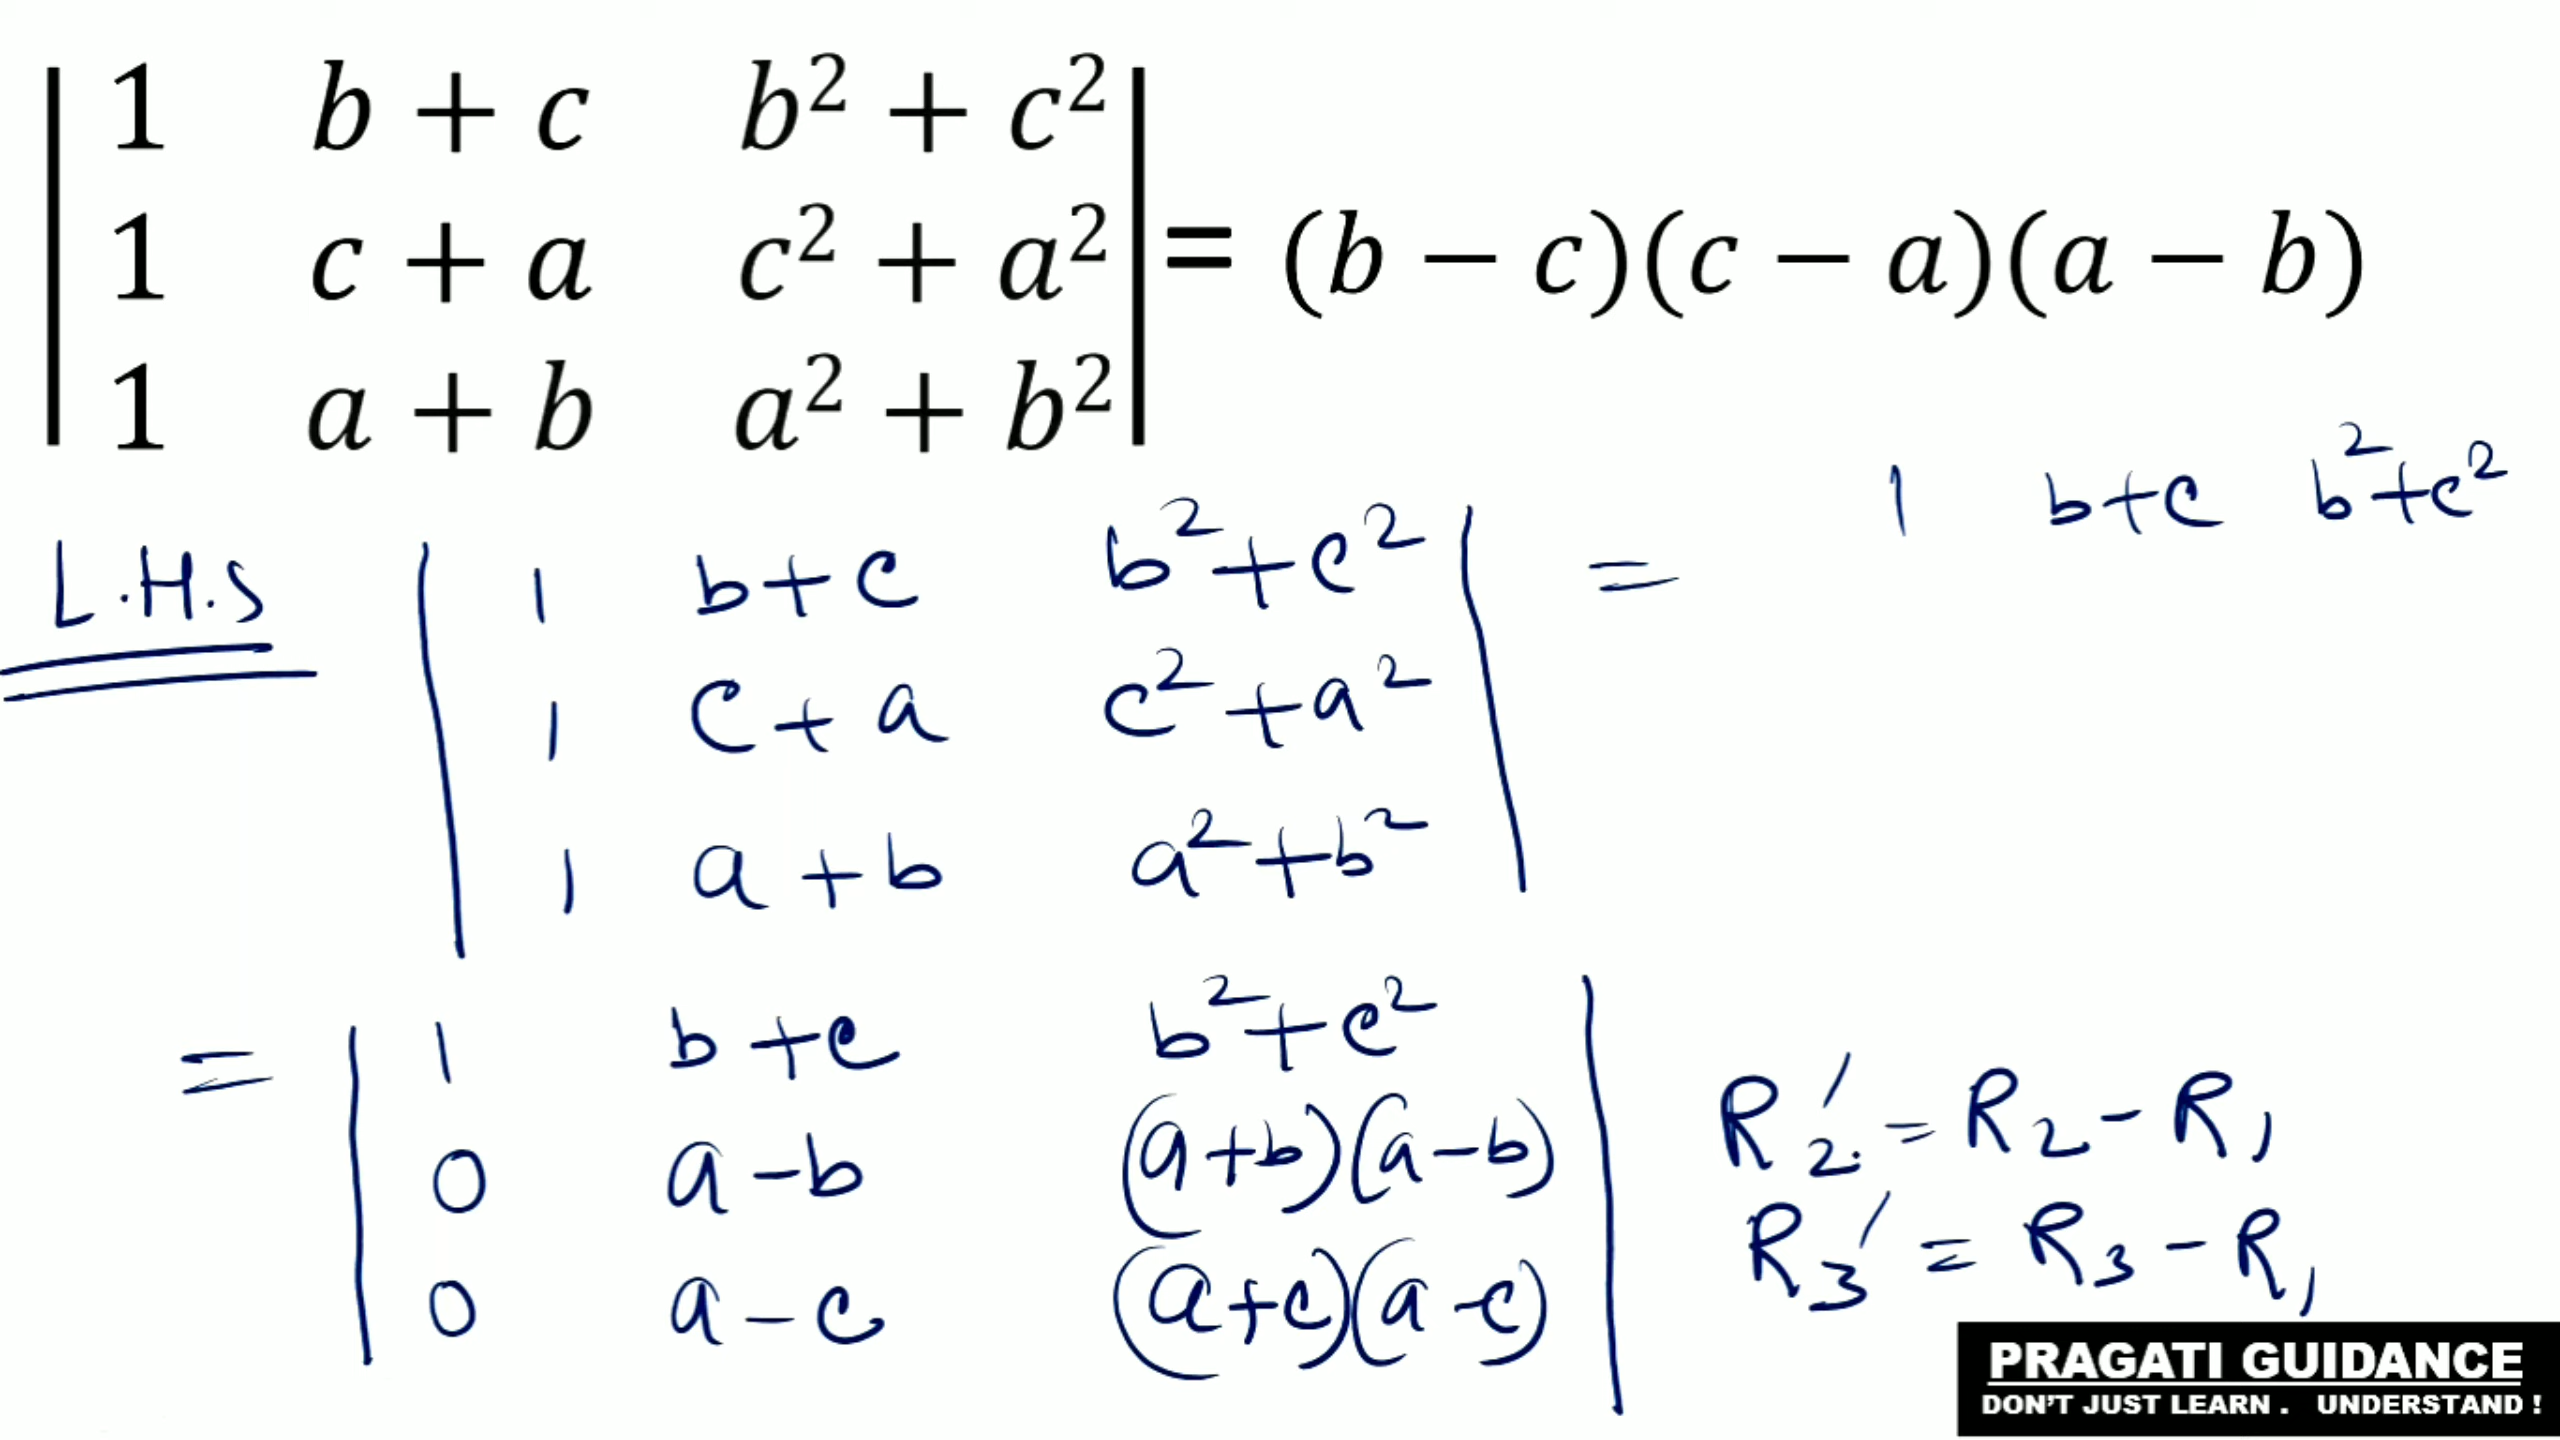 | 1 b + c b² + c² |
| 1 c + a c² + a² | = (b − c)(c − a)(a − b)
| 1 a + b a² + b² |
L.H.S | 1 b+c b²+c² | = 1 b+c b²+c²
| 1 c+a c²+a² |
| 1 a+b a²+b² |
= | 1 b+c b²+c² |
| 0 a-b (a+b)(a-b) | R₂′ = R₂ - R₁
| 0 a-c (a+c)(a-c) | R₃′ = R₃ - R₁
PRAGATI GUIDANCE
DON'T JUST LEARN . UNDERSTAND !